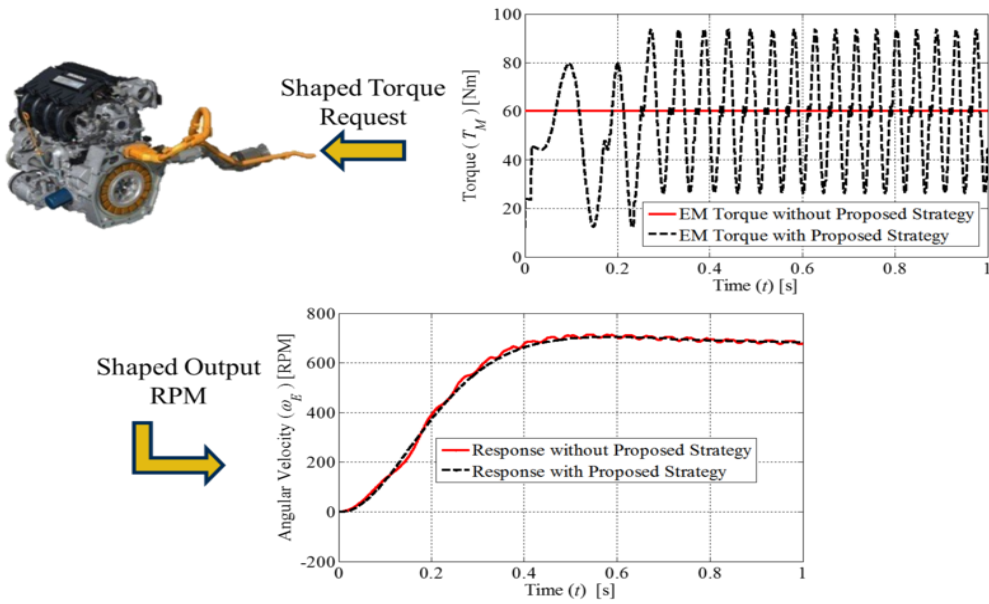 Shaped Torque
Request
Torque (T_M) [Nm]
100
80
60
40
20
0
EM Torque without Proposed Strategy
EM Torque with Proposed Strategy
0 0.2 0.4 0.6 0.8 1
Time (t) [s]
Shaped Output
RPM
Angular Velocity (ω_E) [RPM]
800
600
400
200
0
-200
Response without Proposed Strategy
Response with Proposed Strategy
0 0.2 0.4 0.6 0.8 1
Time (t) [s]